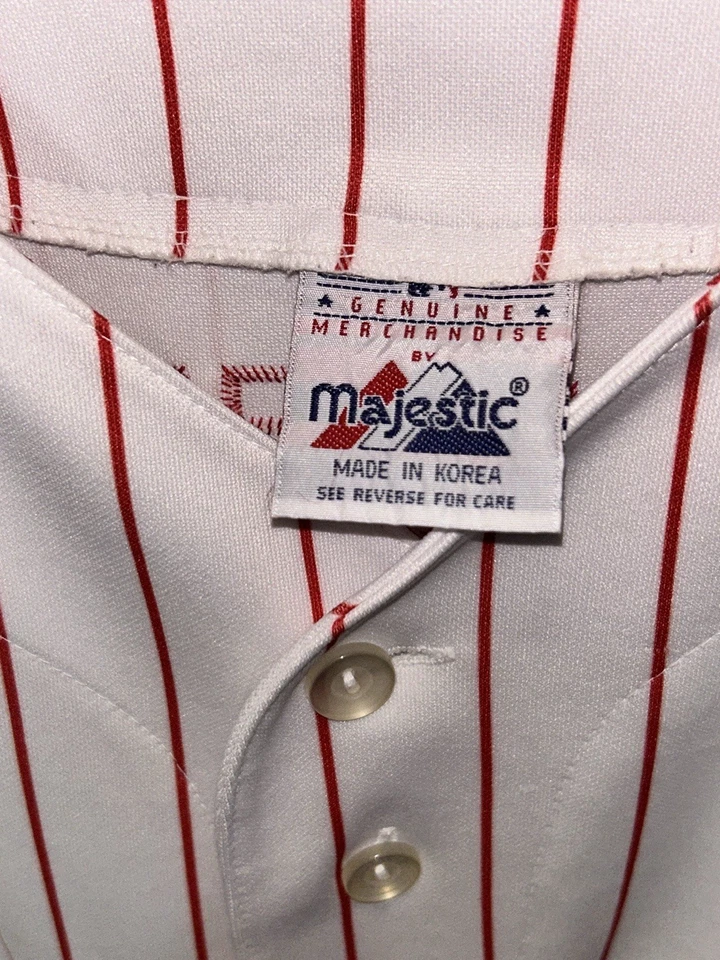 GENUINE
MERCHANDISE
BY
Majestic®
MADE IN KOREA
SEE REVERSE FOR CARE